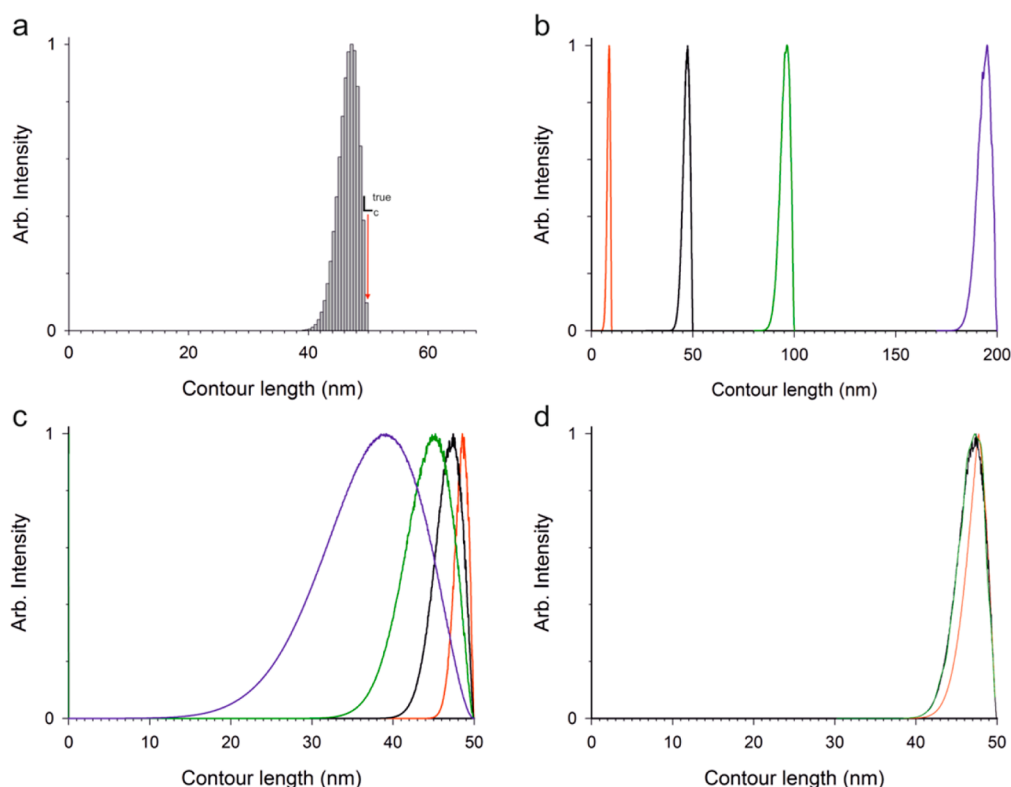 a
1
Arb. Intensity
L_c^true
0
0 20 40 60
Contour length (nm)
b
1
Arb. Intensity
0
0 50 100 150 200
Contour length (nm)
c
1
Arb. Intensity
0
0 10 20 30 40 50
Contour length (nm)
d
1
Arb. Intensity
0
0 10 20 30 40 50
Contour length (nm)